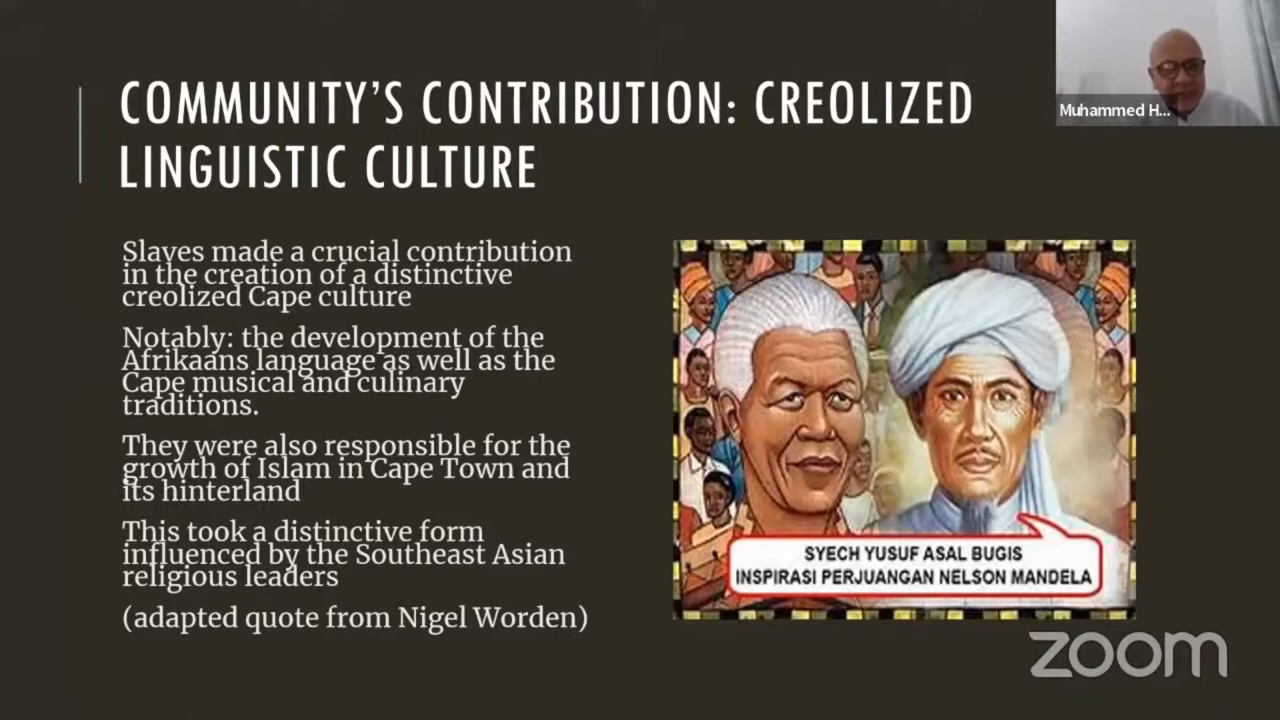 COMMUNITY'S CONTRIBUTION: CREOLIZED
LINGUISTIC CULTURE
Muhammed H...
Slaves made a crucial contribution
in the creation of a distinctive
creolized Cape culture
Notably: the development of the
Afrikaans language as well as the
Cape musical and culinary
traditions.
They were also responsible for the
growth of Islam in Cape Town and
its hinterland
This took a distinctive form
influenced by the Southeast Asian
religious leaders
(adapted quote from Nigel Worden)
SYECH YUSUF ASAL BUGIS
INSPIRASI PERJUANGAN NELSON MANDELA
zoom